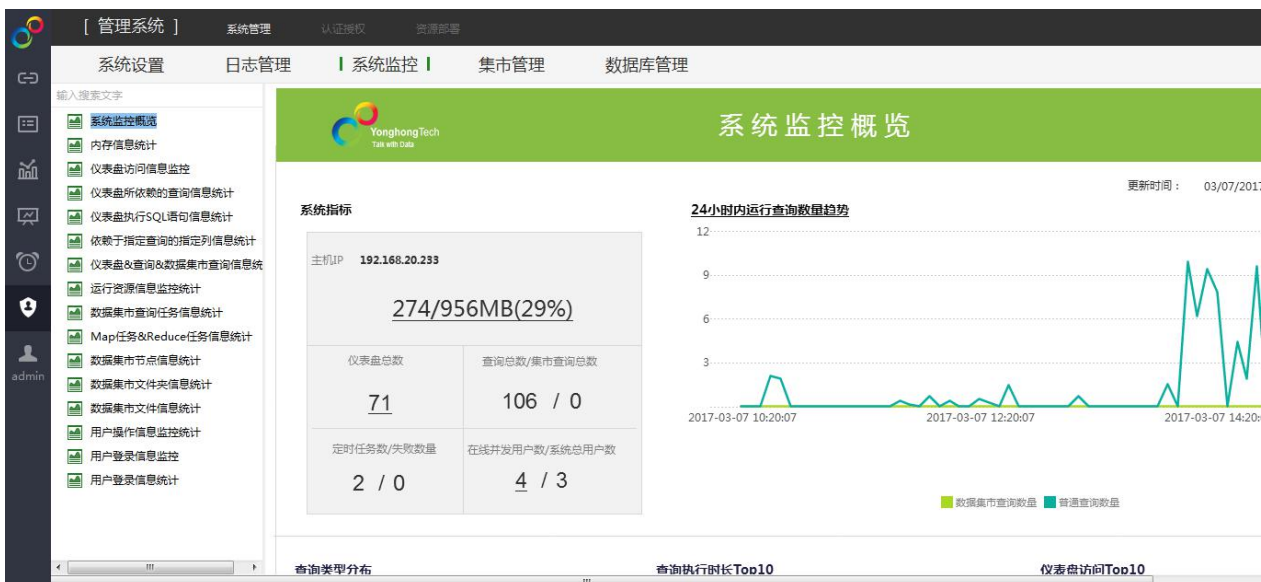 [ 管理系统 ] 系统管理 认证授权 资源部署
系统设置 日志管理 系统监控 集市管理 数据库管理
输入搜索文字
系统监控概览
内存信息统计
仪表盘访问信息监控
仪表盘所依赖的查询信息统计
仪表盘执行SQL语句信息统计
依赖于指定查询的指定列信息统计
仪表盘&查询&数据集市查询信息统
运行资源信息监控统计
数据集市查询任务信息统计
Map任务&Reduce任务信息统计
数据集市节点信息统计
数据集市文件夹信息统计
数据集市文件信息统计
用户操作信息监控统计
用户登录信息监控
用户登录信息统计
admin
YonghongTech
Talk with Data
系统监控概览
更新时间： 03/07/2017
系统指标
主机IP 192.168.20.233
274/956MB(29%)
仪表盘总数 查询总数/集市查询总数
71 106 / 0
定时任务数/失败数量 在线并发用户数/系统总用户数
2 / 0 4 / 3
24小时内运行查询数量趋势
12
9
6
3
2017-03-07 10:20:07 2017-03-07 12:20:07 2017-03-07 14:20:
数据集市查询数量 普通查询数量
查询类型分布 查询执行时长Top10 仪表盘访问Top10